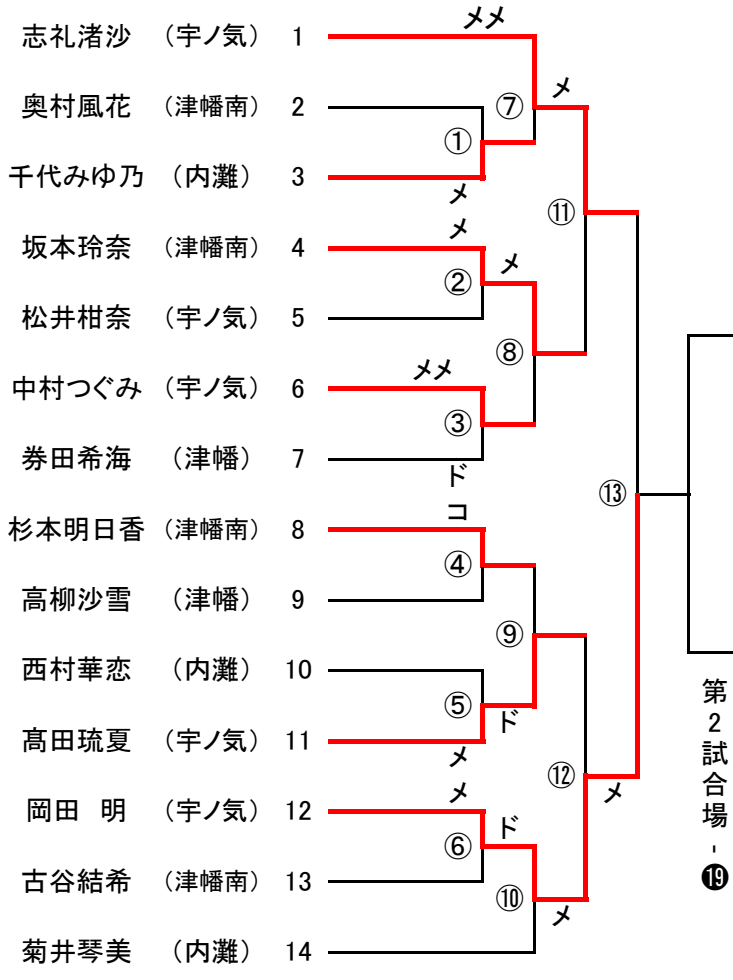 メメ
志礼渚沙 （宇ノ気） 1
メ
奥村風花 （津幡南） 2
⑦
①
千代みゆ乃 （内灘） 3
メ
⑪
メ
坂本玲奈 （津幡南） 4
メ
②
松井柑奈 （宇ノ気） 5
⑧
メメ
中村つぐみ （宇ノ気） 6
③
券田希海 （津幡） 7
ド
⑬
コ
杉本明日香 （津幡南） 8
④
高柳沙雪 （津幡） 9
⑨
西村華恋 （内灘） 10
⑤
ド
髙田琉夏 （宇ノ気） 11
メ
⑫
メ
メ
岡田 明 （宇ノ気） 12
ド
⑥
古谷結希 （津幡南） 13
⑩
メ
菊井琴美 （内灘） 14
第2試合場-⓳